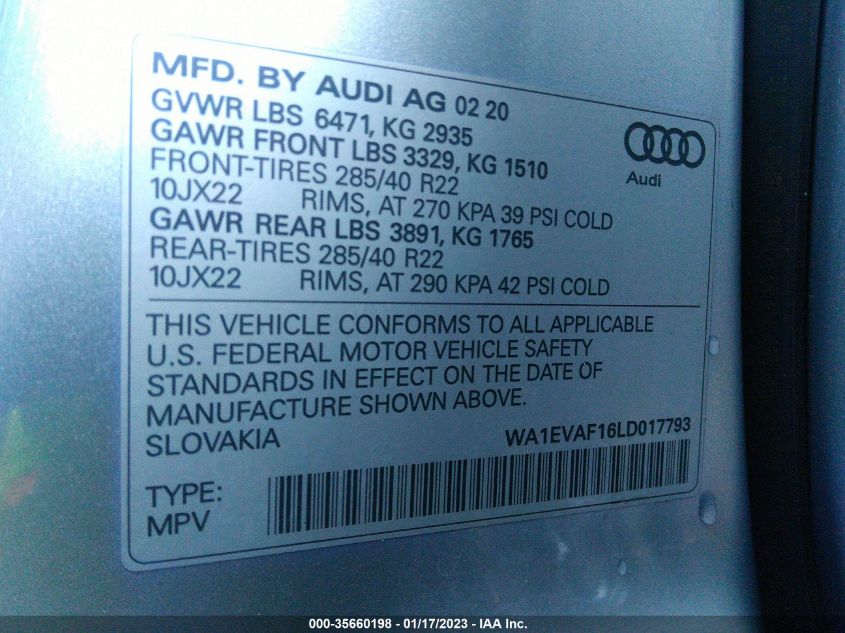 MFD. BY AUDI AG 02 20
GVWR LBS 6471, KG 2935
GAWR FRONT LBS 3329, KG 1510
FRONT-TIRES 285/40 R22
10JX22 RIMS, AT 270 KPA 39 PSI COLD
GAWR REAR LBS 3891, KG 1765
REAR-TIRES 285/40 R22
10JX22 RIMS, AT 290 KPA 42 PSI COLD
Audi
THIS VEHICLE CONFORMS TO ALL APPLICABLE
U.S. FEDERAL MOTOR VEHICLE SAFETY
STANDARDS IN EFFECT ON THE DATE OF
MANUFACTURE SHOWN ABOVE.
SLOVAKIA WA1EVAF16LD017793
TYPE:
MPV
000-35660198 - 01/17/2023 - IAA Inc.